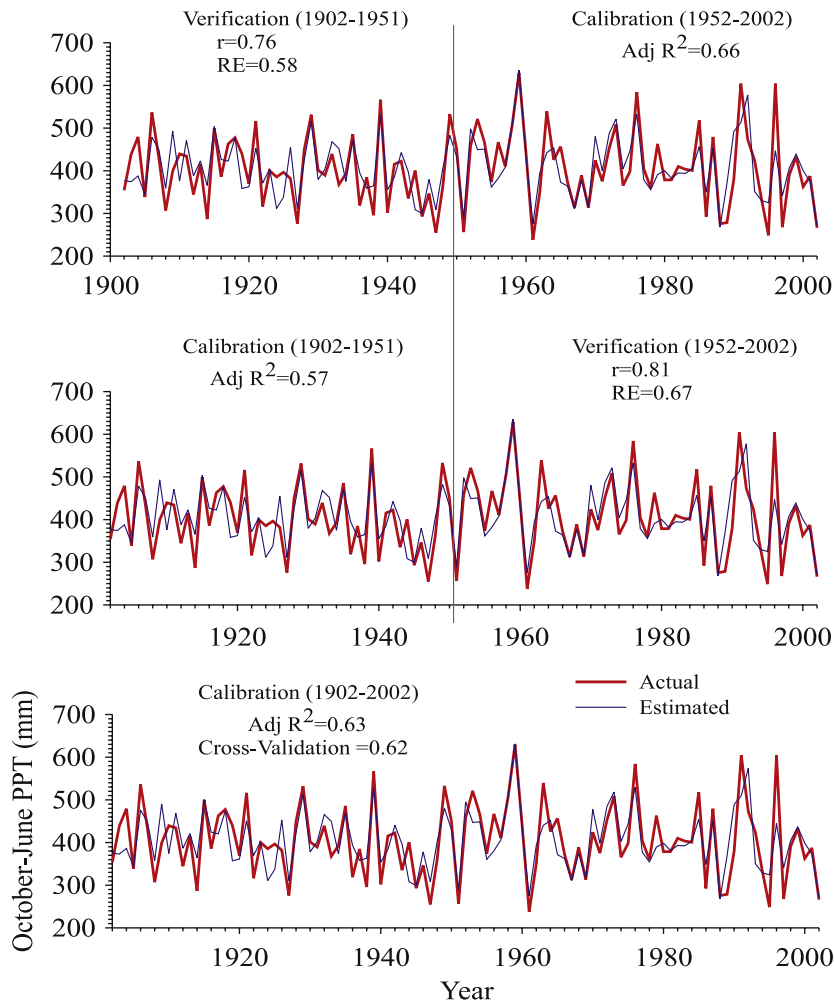 Verification (1902-1951)
r=0.76
RE=0.58
Calibration (1952-2002)
Adj R²=0.66
700
600
500
400
300
200
1900
1920
1940
1960
1980
2000
Calibration (1902-1951)
Adj R²=0.57
Verification (1952-2002)
r=0.81
RE=0.67
700
600
500
400
300
200
1920
1940
1960
1980
2000
Calibration (1902-2002)
Adj R²=0.63
Cross-Validation =0.62
Actual
Estimated
October-June PPT (mm)
700
600
500
400
300
200
1920
1940
1960
1980
2000
Year